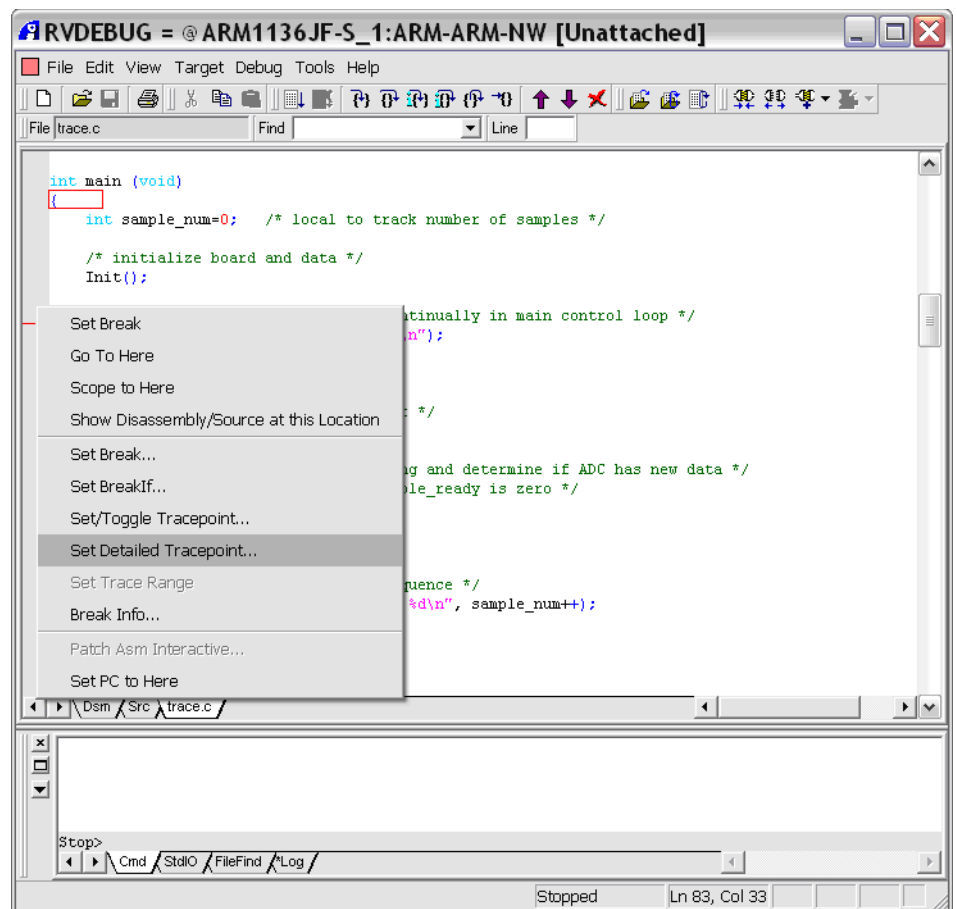 RVDEBUG = @ARM1136JF-S_1:ARM-ARM-NW [Unattached]
File Edit View Target Debug Tools Help
File trace.c Find Line
int main (void)
{
int sample_num=0; /* local to track number of samples */
/* initialize board and data */
Init();
tinually in main control loop */
n");
*/
and determine if ADC has new data */
ready is zero */
*/
%d\n", sample_num++);
Set Break
Go To Here
Scope to Here
Show Disassembly/Source at this Location
Set Break...
Set BreakIf...
Set/Toggle Tracepoint...
Set Detailed Tracepoint...
Set Trace Range
Break Info...
Patch Asm Interactive...
Set PC to Here
Dsm Src trace.c
Stop>
Cmd StdIO FileFind *Log
Stopped Ln 83, Col 33